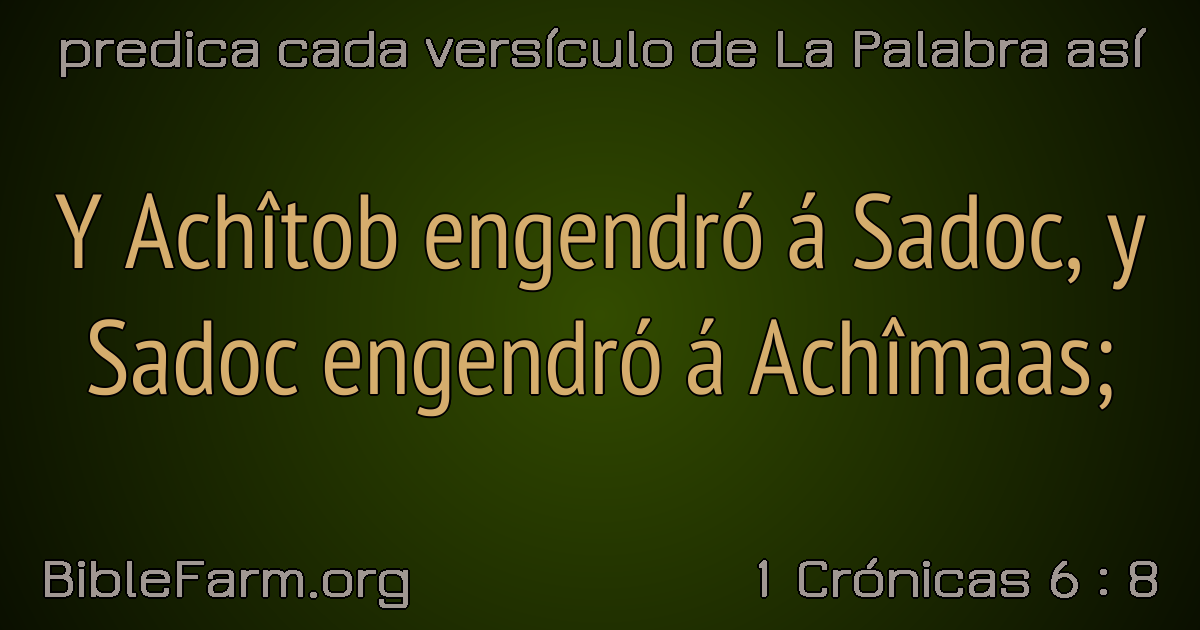 predica cada versículo de La Palabra así
Y Achîtob engendró á Sadoc, y
Sadoc engendró á Achîmaas;
BibleFarm.org
1 Crónicas 6 : 8